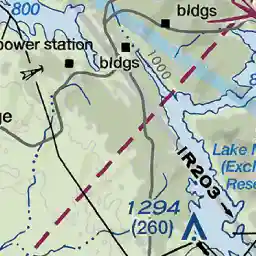 800
bldgs
power station
bldgs
1000
ge
Lake
(Excl
Rese
IR203
1294
(260)